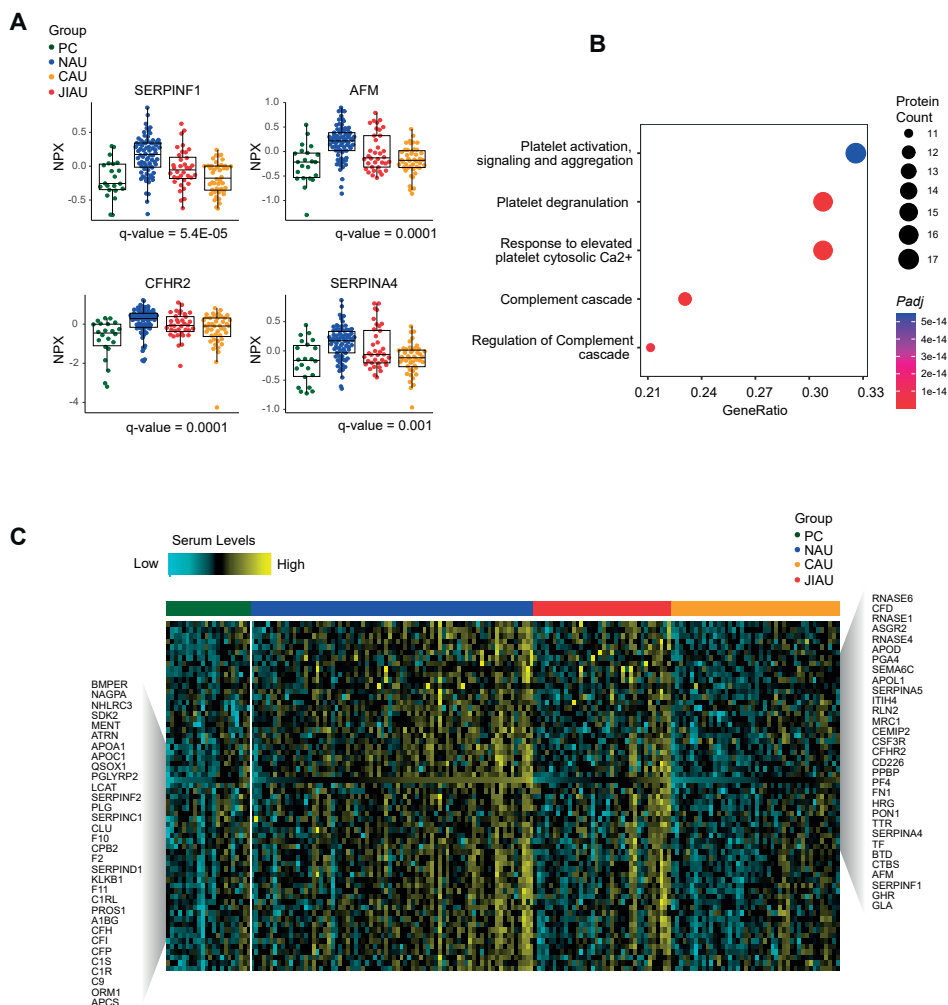 A
Group
PC
NAU
CAU
JIAU
SERPINF1
NPX
0.5
0.0
-0.5
q-value = 5.4E-05
AFM
1.0
0.5
0.0
-0.5
-1.0
q-value = 0.0001
CFHR2
NPX
0
-2
-4
q-value = 0.0001
SERPINA4
NPX
0.5
0.0
-0.5
-1.0
q-value = 0.001
B
Platelet activation,
signaling and aggregation
Platelet degranulation
Response to elevated
platelet cytosolic Ca2+
Complement cascade
Regulation of Complement
cascade
0.21
0.24
0.27
0.30
0.33
GeneRatio
Protein
Count
11
12
13
14
15
16
17
Padj
5e-14
4e-14
3e-14
2e-14
1e-14
C
Serum Levels
Low
High
Group
PC
NAU
CAU
JIAU
BMPER
NAGPA
NHLRC3
SDK2
MENT
ATRN
APOA1
APOC1
QSOX1
PGLYRP2
LCAT
SERPINF2
PLG
SERPINC1
CLU
F10
CPB2
F2
SERPIND1
KLKB1
F11
C1RL
PROS1
A1BG
CFH
CFI
CFP
C1S
C1R
C9
ORM1
APCS
RNASE6
CFD
RNASE1
ASGR2
RNASE4
APOD
PGA4
SEMA6C
APOL1
SERPINA5
ITIH4
RLN2
MRC1
CEMIP2
CSF3R
CFHR2
CD226
PPBP
PF4
FN1
HRG
PON1
TTR
SERPINA4
TF
BTD
CTBS
AFM
SERPINF1
GHR
GLA